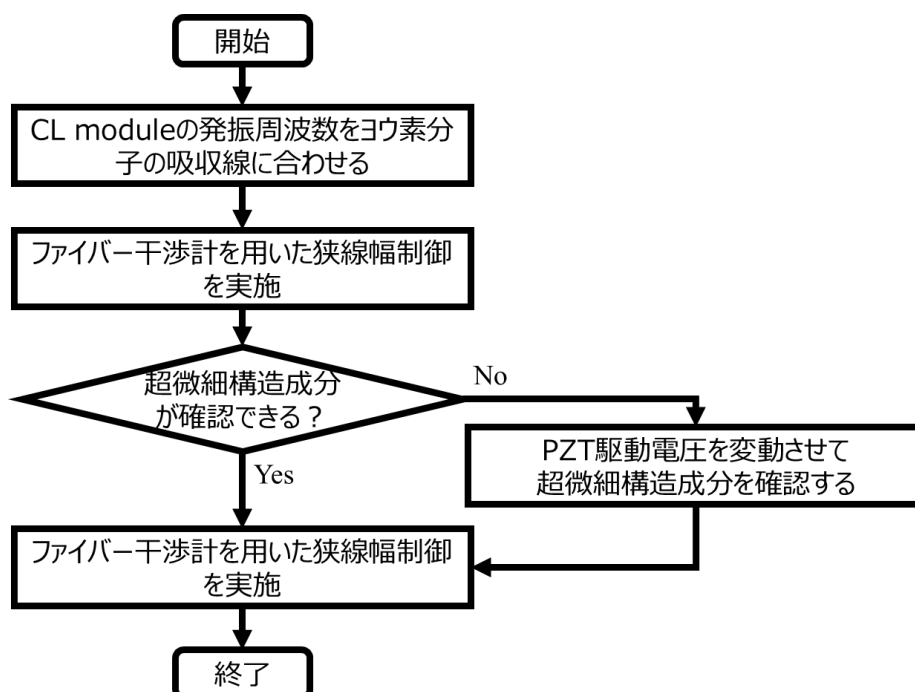 開始
CL moduleの発振周波数をヨウ素分
子の吸収線に合わせる
ファイバー干渉計を用いた狭線幅制御
を実施
超微細構造成分
が確認できる？
No
PZT駆動電圧を変動させて
超微細構造成分を確認する
Yes
ファイバー干渉計を用いた狭線幅制御
を実施
終了